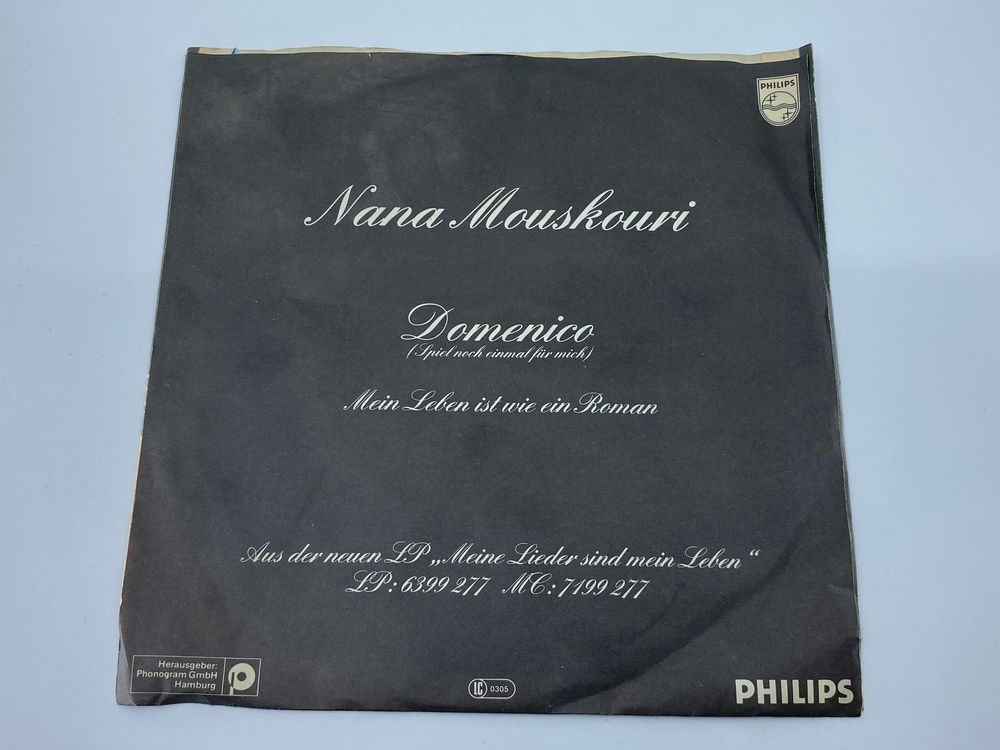 PHILIPS
Nana Mouskouri
Domenico
(Spiel noch einmal für mich)
Mein Leben ist wie ein Roman
Aus der neuen LP „Meine Lieder sind mein Leben“
LP: 6399 277 MC: 7199 277
Herausgeber:
Phonogram GmbH
Hamburg
LC 0305
PHILIPS